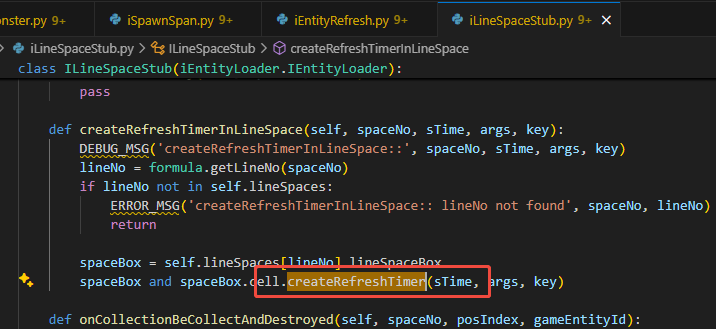 onster.py 9+ iSpawnSpan.py 9+ iEntityRefresh.py 9+ iLineSpaceStub.py 9+ ×
> iLineSpaceStub.py > ILineSpaceStub > createRefreshTimerInLineSpace
class ILineSpaceStub(iEntityLoader.IEntityLoader):
pass
def createRefreshTimerInLineSpace(self, spaceNo, sTime, args, key):
DEBUG_MSG('createRefreshTimerInLineSpace::', spaceNo, sTime, args, key)
lineNo = formula.getLineNo(spaceNo)
if lineNo not in self.lineSpaces:
ERROR_MSG('createRefreshTimerInLineSpace:: lineNo not found', spaceNo, lineNo)
return
spaceBox = self.lineSpaces[lineNo].lineSpaceBox
spaceBox and spaceBox.cell.createRefreshTimer(sTime, args, key)
def onCollectionBeCollectAndDestroyed(self, spaceNo, posIndex, gameEntityId):